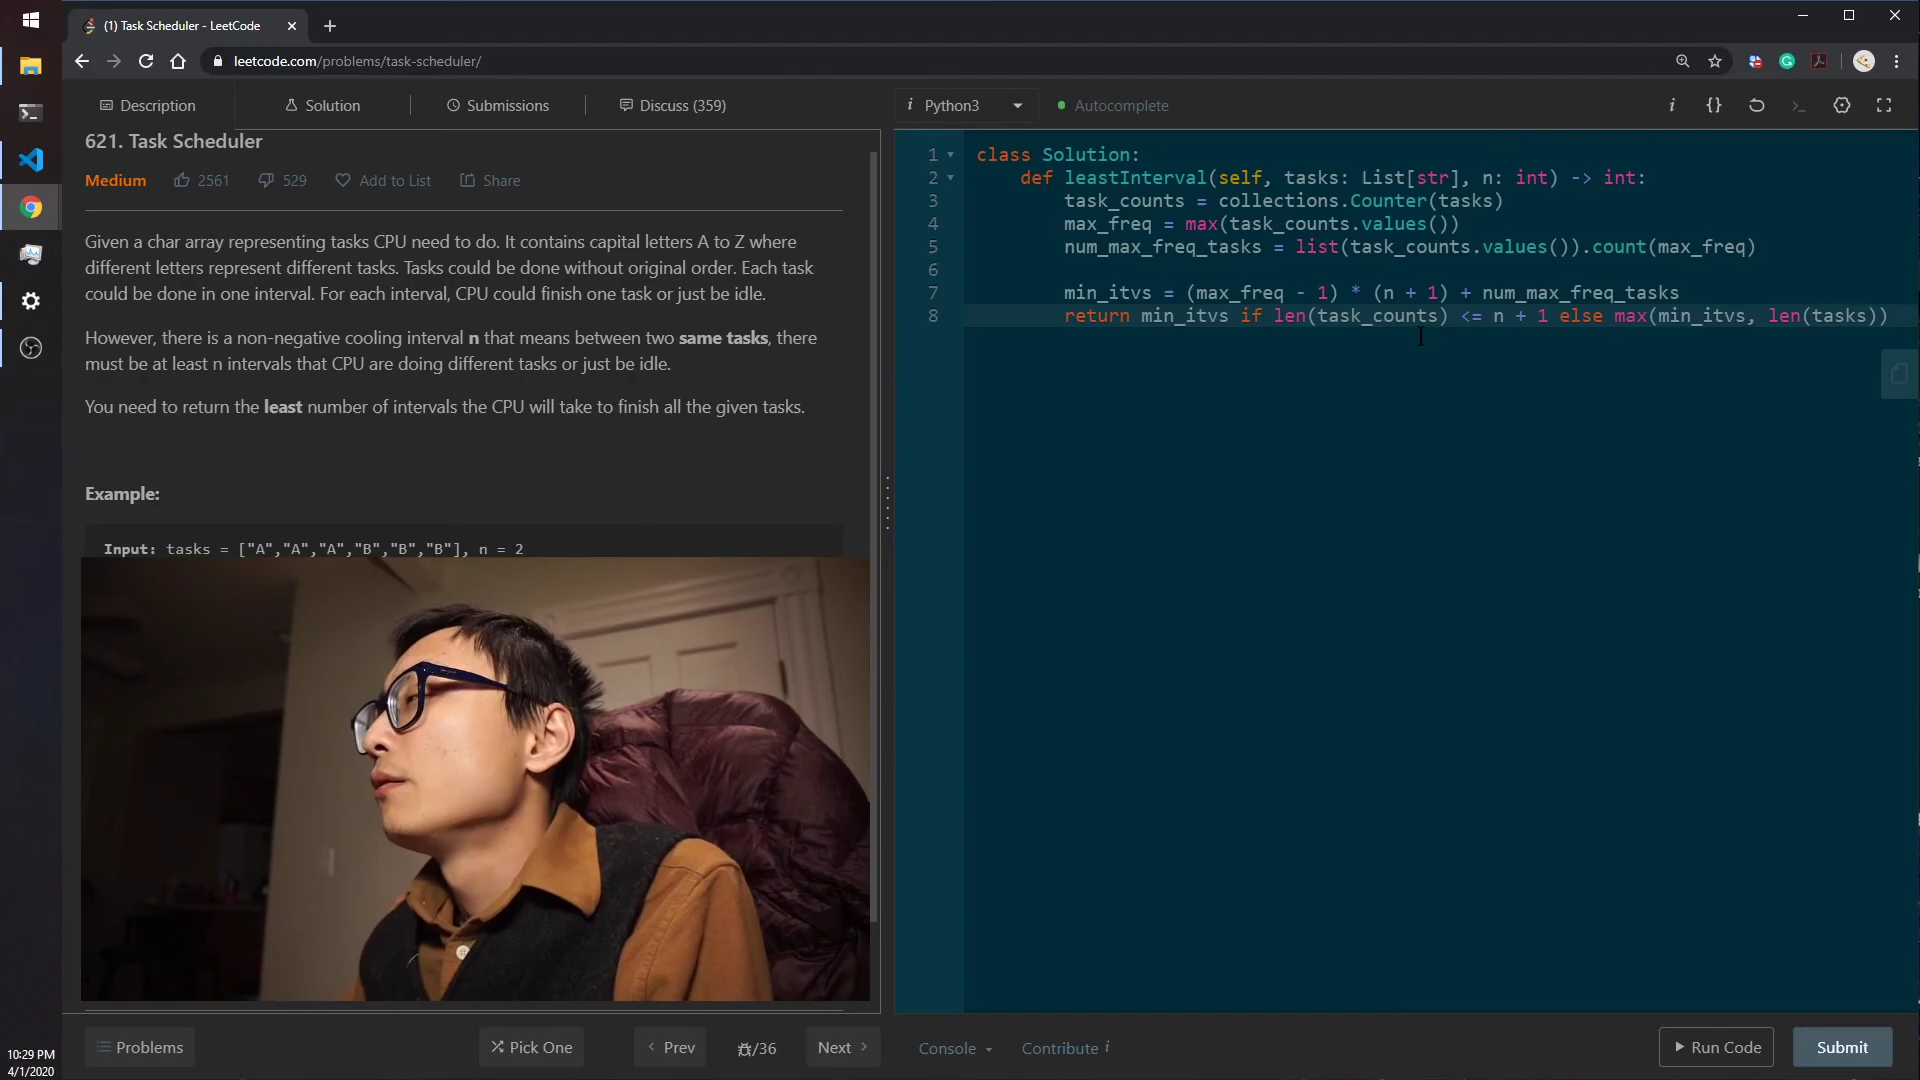 (1) Task Scheduler - LeetCode
leetcode.com/problems/task-scheduler/
Description
Solution
Submissions
Discuss (359)
621. Task Scheduler
Medium
2561
529
Add to List
Share
Given a char array representing tasks CPU need to do. It contains capital letters A to Z where
different letters represent different tasks. Tasks could be done without original order. Each task
could be done in one interval. For each interval, CPU could finish one task or just be idle.
However, there is a non-negative cooling interval n that means between two same tasks, there
must be at least n intervals that CPU are doing different tasks or just be idle.
You need to return the least number of intervals the CPU will take to finish all the given tasks.
Example:
Input: tasks = ["A","A","A","B","B","B"], n = 2
Problems
Pick One
Prev
/36
Next
i Python3
Autocomplete
i {}
1 class Solution:
2 def leastInterval(self, tasks: List[str], n: int) -> int:
3 task_counts = collections.Counter(tasks)
4 max_freq = max(task_counts.values())
5 num_max_freq_tasks = list(task_counts.values()).count(max_freq)
6
7 min_itvs = (max_freq - 1) * (n + 1) + num_max_freq_tasks
8 return min_itvs if len(task_counts) <= n + 1 else max(min_itvs, len(tasks))
Console
Contribute i
Run Code
Submit
10:29 PM
4/1/2020